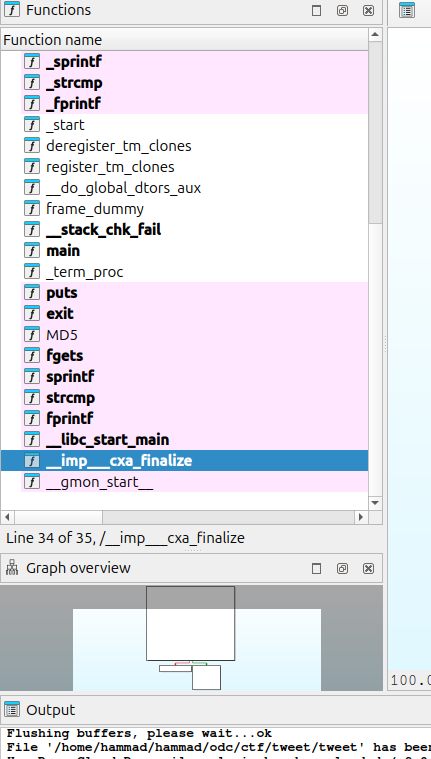 Functions
Function name
_sprintf
_strcmp
_fprintf
_start
deregister_tm_clones
register_tm_clones
__do_global_dtors_aux
frame_dummy
__stack_chk_fail
main
_term_proc
puts
exit
MD5
fgets
sprintf
strcmp
fprintf
__libc_start_main
__imp___cxa_finalize
__gmon_start__
Line 34 of 35, /__imp___cxa_finalize
Graph overview
100.
Output
Flushing buffers, please wait...ok
File '/home/hammad/hammad/odc/ctf/tweet/tweet' has been